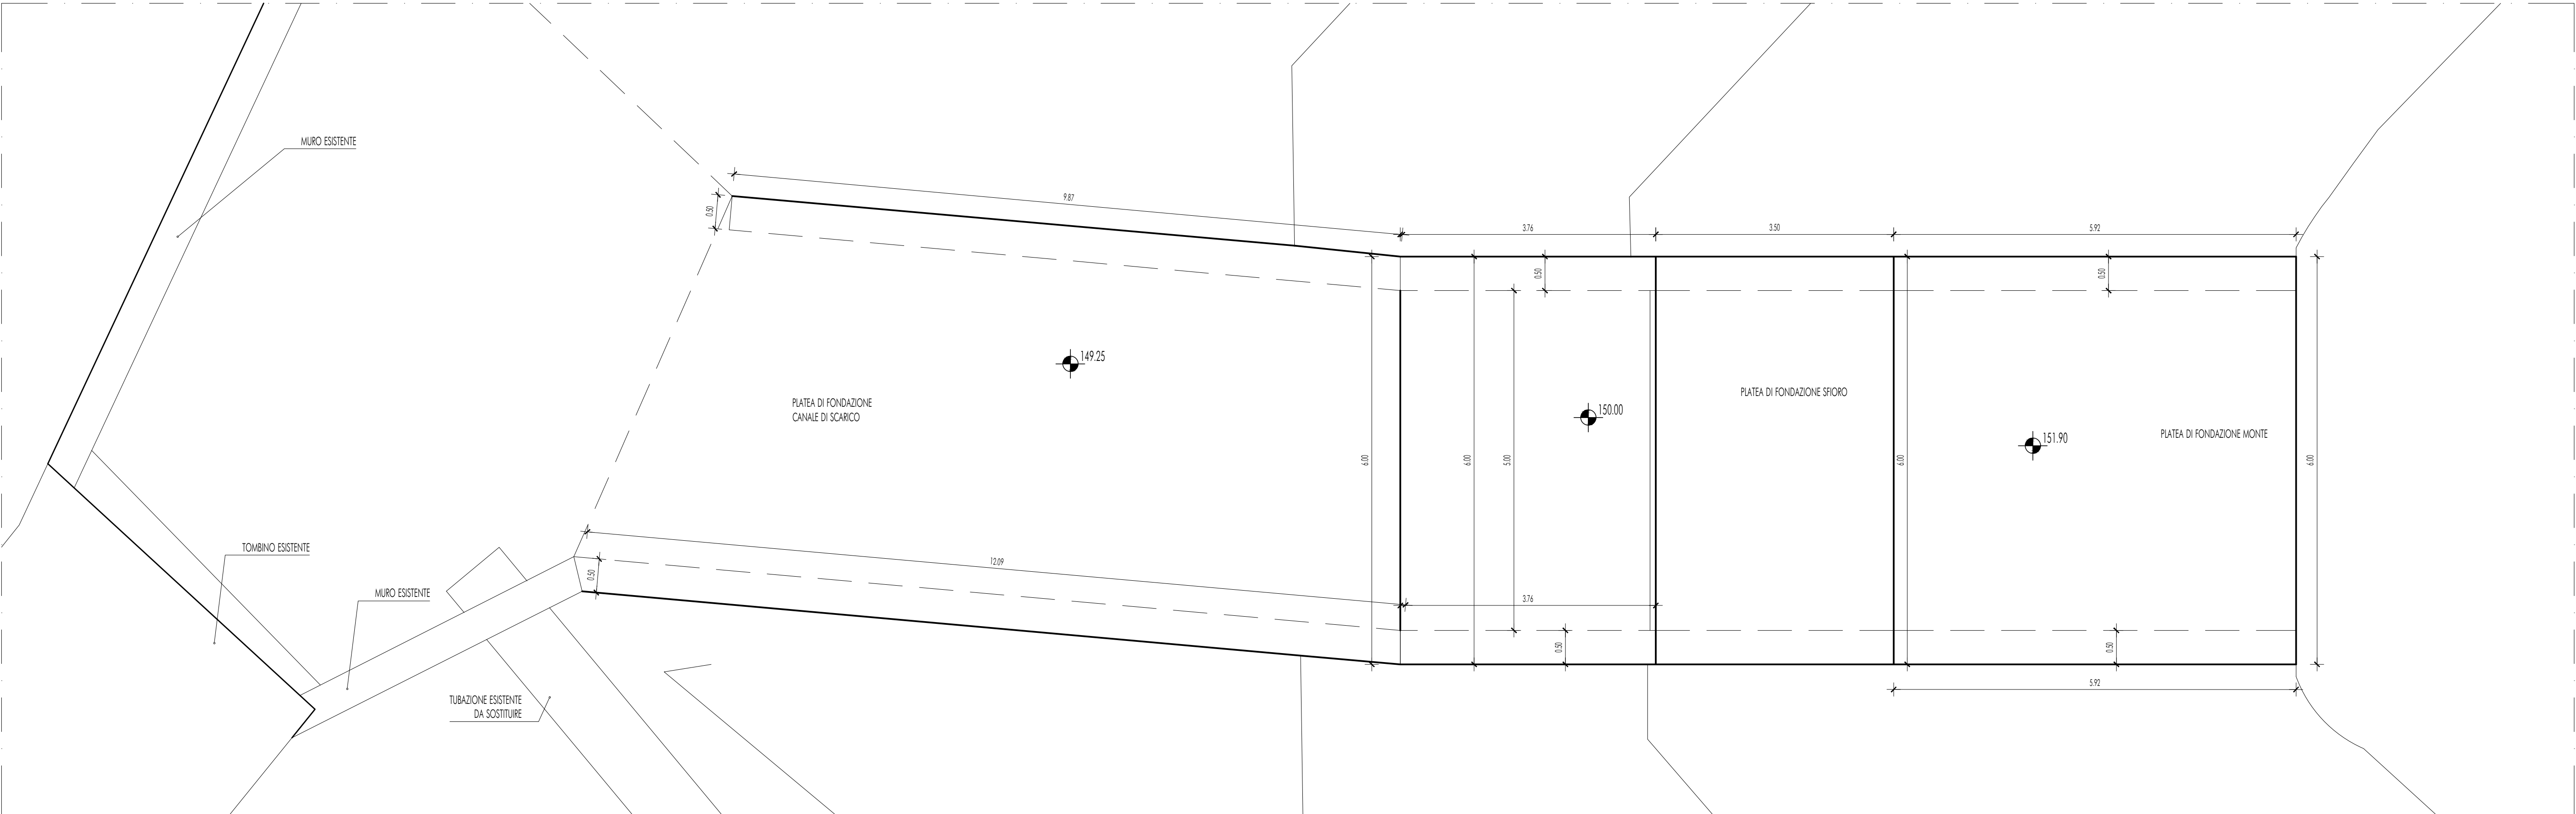 MURO ESISTENTE
9.87
0.50
3.76
3.50
5.92
0.50
0.50
149.25
PLATEA DI FONDAZIONE
CANALE DI SCARICO
150.00
PLATEA DI FONDAZIONE SFIORO
151.90
PLATEA DI FONDAZIONE MONTE
6.00
6.00
5.00
6.00
6.00
TOMBINO ESISTENTE
12.09
0.50
MURO ESISTENTE
3.76
0.50
0.50
TUBAZIONE ESISTENTE
DA SOSTITUIRE
5.92